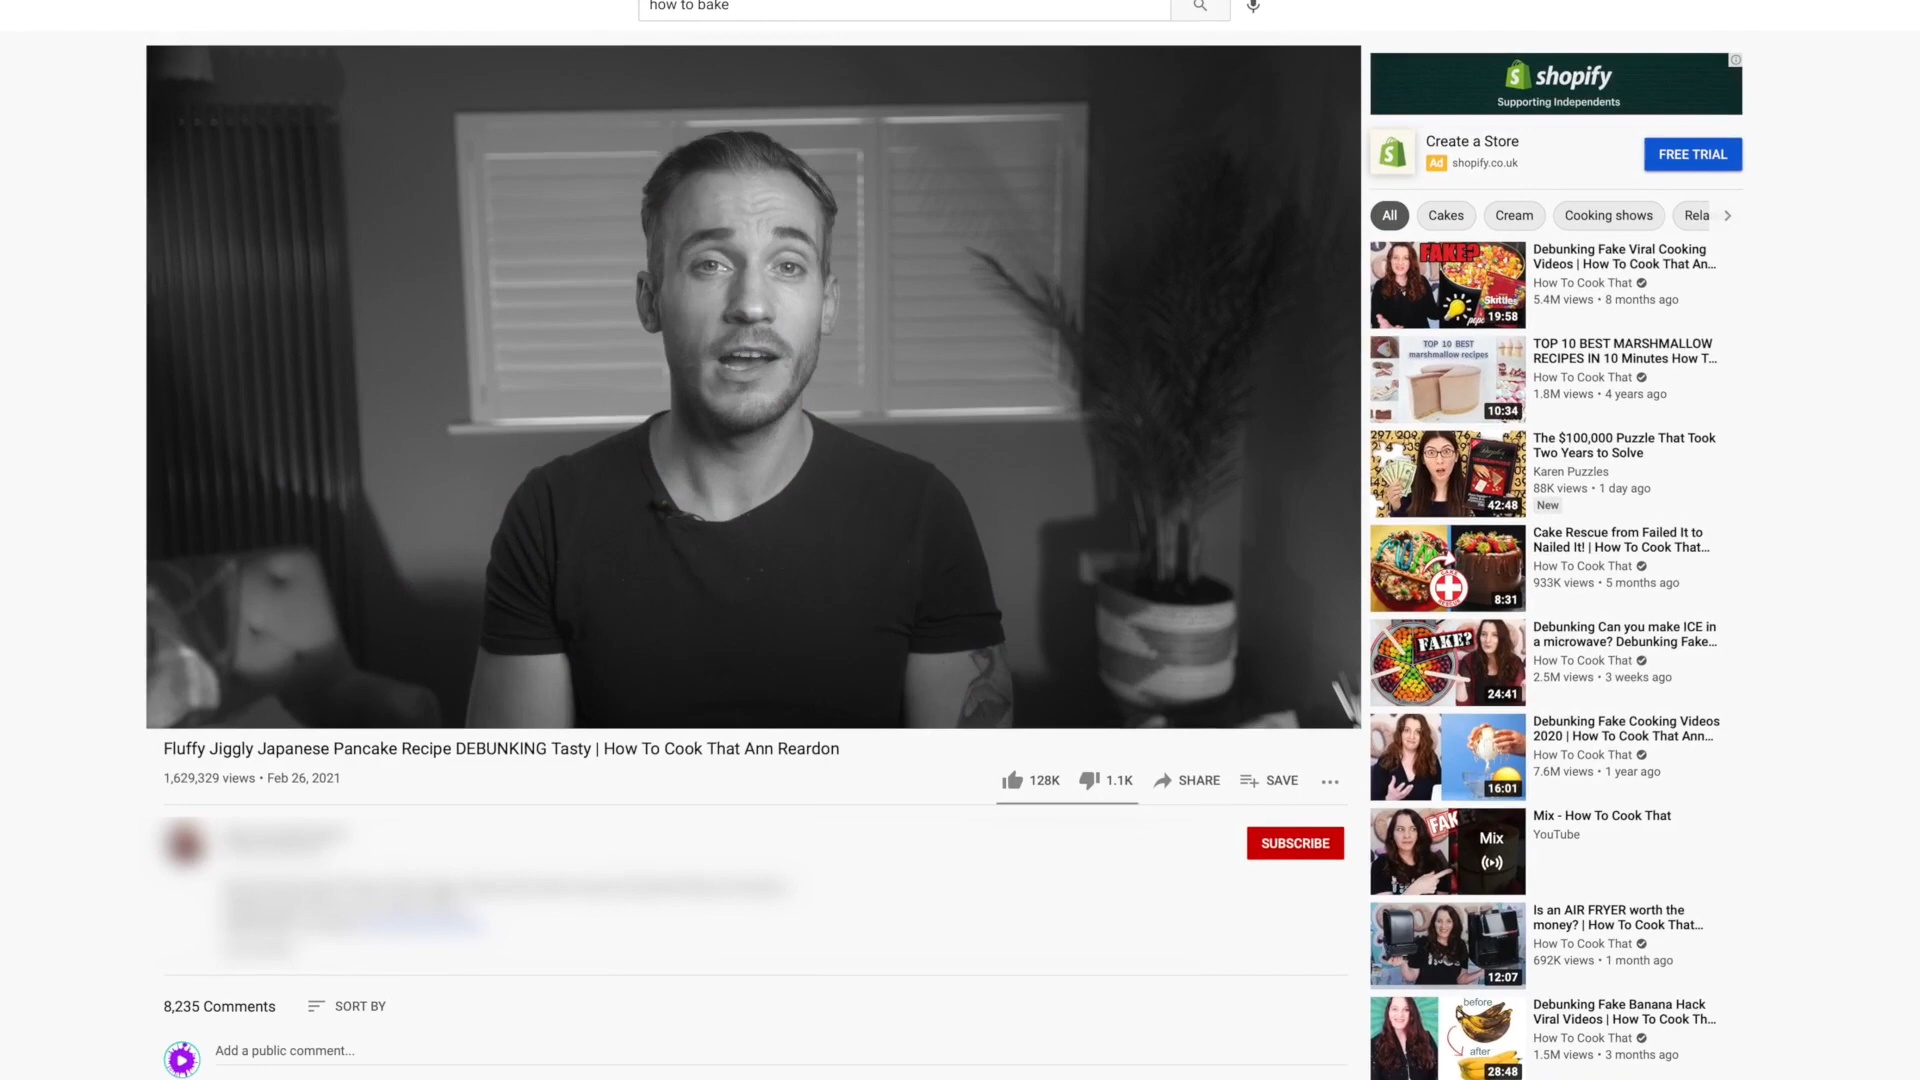 how to bake
shopify
Supporting Independents
Create a Store
Ad shopify.co.uk
FREE TRIAL
All Cakes Cream Cooking shows Rela
FAKE?
Skittles
pepc
19:58
Debunking Fake Viral Cooking
Videos | How To Cook That An...
How To Cook That
5.4M views • 8 months ago
TOP 10 BEST
marshmallow recipes
10:34
TOP 10 BEST MARSHMALLOW
RECIPES IN 10 Minutes How T...
How To Cook That
1.8M views • 4 years ago
42:48
The $100,000 Puzzle That Took
Two Years to Solve
Karen Puzzles
88K views • 1 day ago
New
8:31
Cake Rescue from Failed It to
Nailed It! | How To Cook That...
How To Cook That
933K views • 5 months ago
FAKE?
24:41
Debunking Can you make ICE in
a microwave? Debunking Fake...
How To Cook That
2.5M views • 3 weeks ago
16:01
Debunking Fake Cooking Videos
2020 | How To Cook That Ann...
How To Cook That
7.6M views • 1 year ago
FAK
Mix
Mix - How To Cook That
YouTube
12:07
Is an AIR FRYER worth the
money? | How To Cook That...
How To Cook That
692K views • 1 month ago
before
after
28:48
Debunking Fake Banana Hack
Viral Videos | How To Cook Th...
How To Cook That
1.5M views • 3 months ago
Fluffy Jiggly Japanese Pancake Recipe DEBUNKING Tasty | How To Cook That Ann Reardon
1,629,329 views • Feb 26, 2021
128K 1.1K SHARE SAVE
SUBSCRIBE
8,235 Comments SORT BY
Add a public comment...